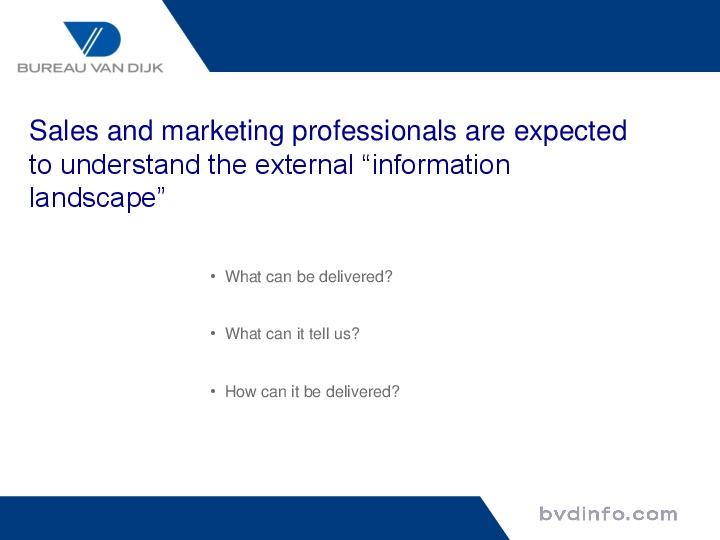 BUREAU VAN DIJK
Sales and marketing professionals are expected
to understand the external “information
landscape”
• What can be delivered?
• What can it tell us?
• How can it be delivered?
bvdinfo.com